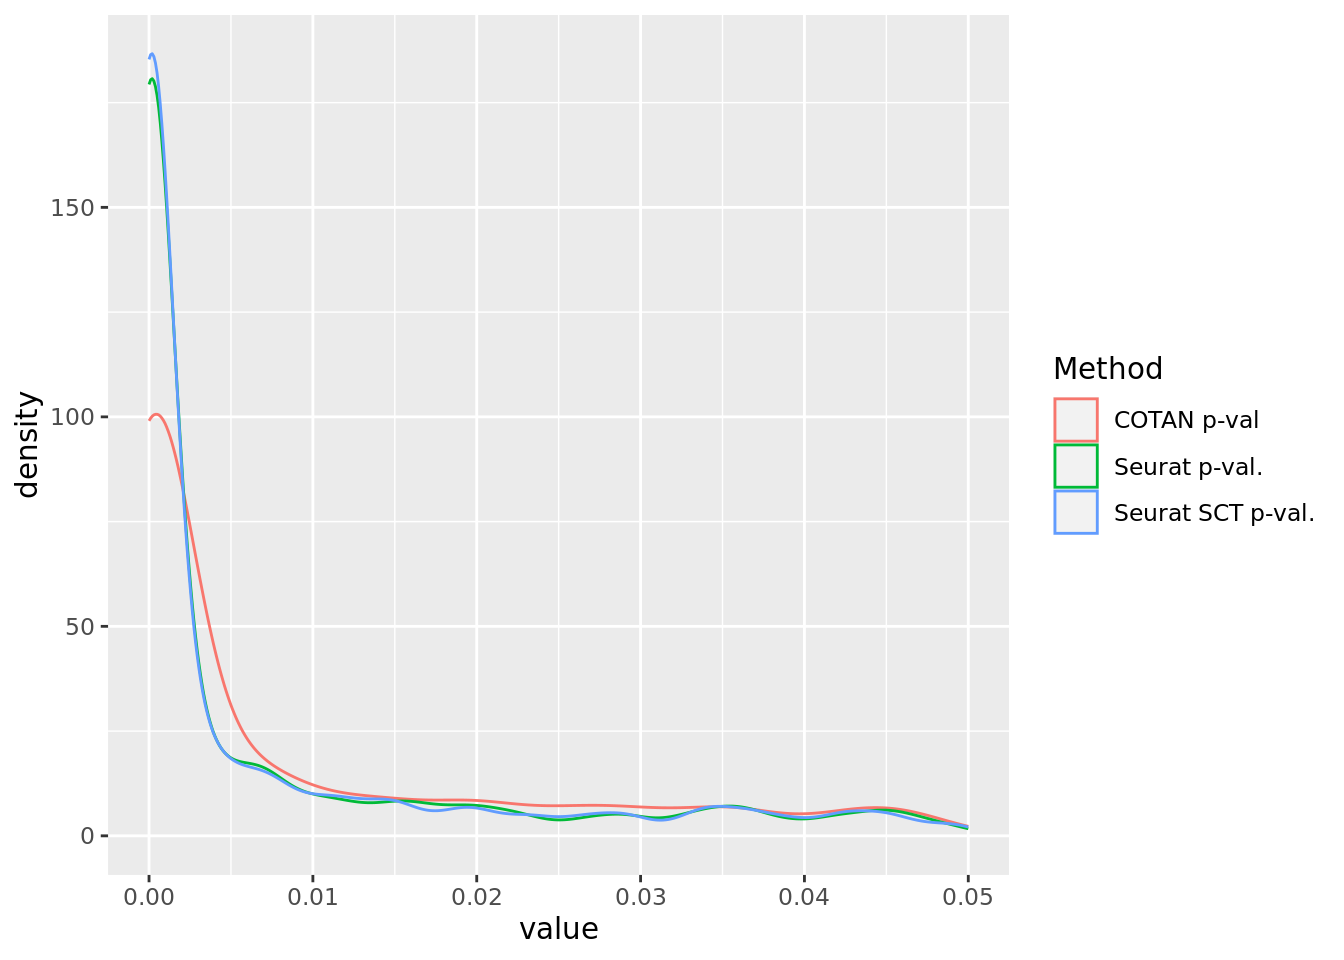 density
150
100
50
0
0.00 0.01 0.02 0.03 0.04 0.05
value
Method
COTAN p-val
Seurat p-val.
Seurat SCT p-val.